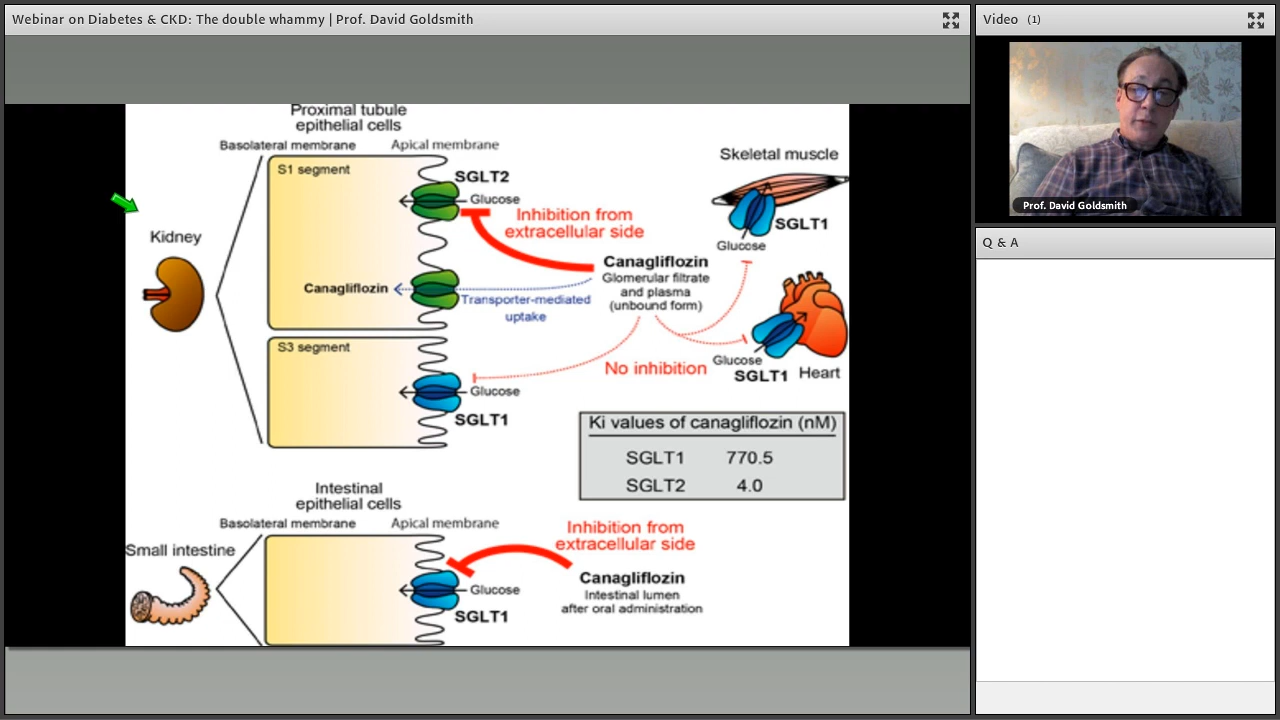 Webinar on Diabetes & CKD: The double whammy | Prof. David Goldsmith
Video (1)
Prof. David Goldsmith
Q & A
Proximal tubule
epithelial cells
Basolateral membrane
Apical membrane
S1 segment
SGLT2
Glucose
Inhibition from
extracellular side
Kidney
Canagliflozin
Transporter-mediated
uptake
Canagliflozin
Glomerular filtrate
and plasma
(unbound form)
Skeletal muscle
SGLT1
Glucose
Glucose
SGLT1
Heart
No inhibition
S3 segment
Glucose
SGLT1
Ki values of canagliflozin (nM)
SGLT1 770.5
SGLT2 4.0
Intestinal
epithelial cells
Basolateral membrane
Apical membrane
Small intestine
Glucose
SGLT1
Inhibition from
extracellular side
Canagliflozin
Intestinal lumen
after oral administration